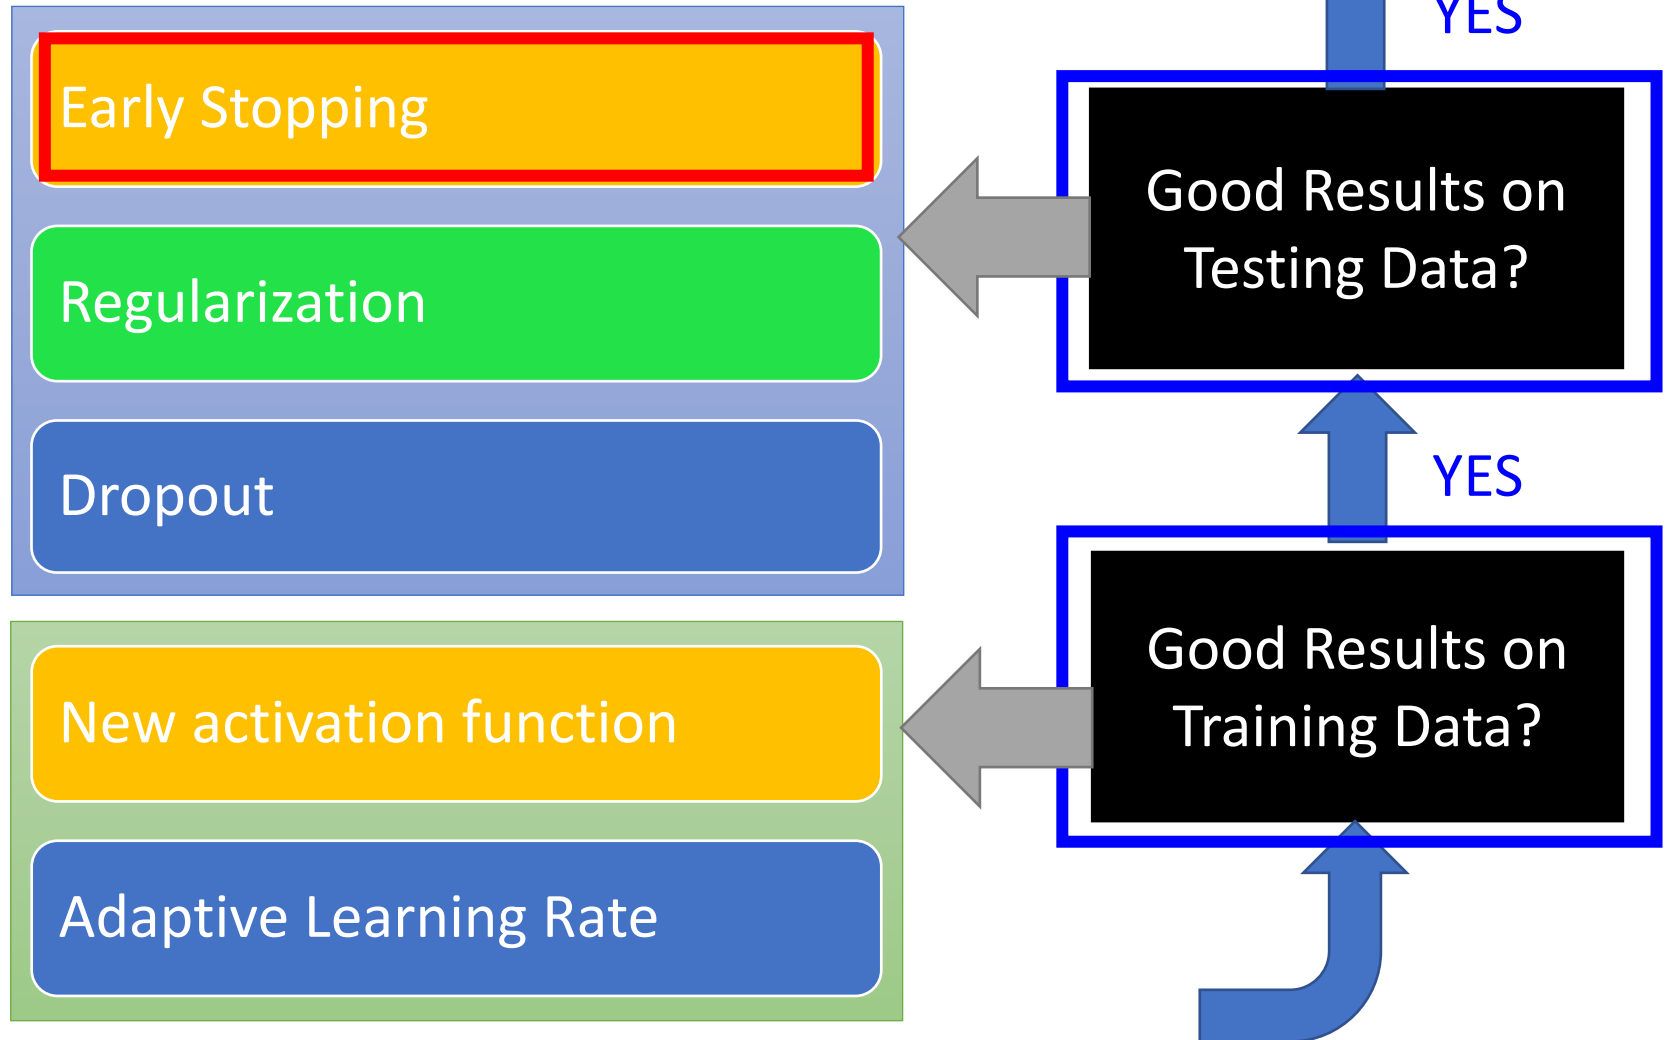 YES
Early Stopping
Good Results on
Testing Data?
Regularization
Dropout
YES
New activation function
Good Results on
Training Data?
Adaptive Learning Rate